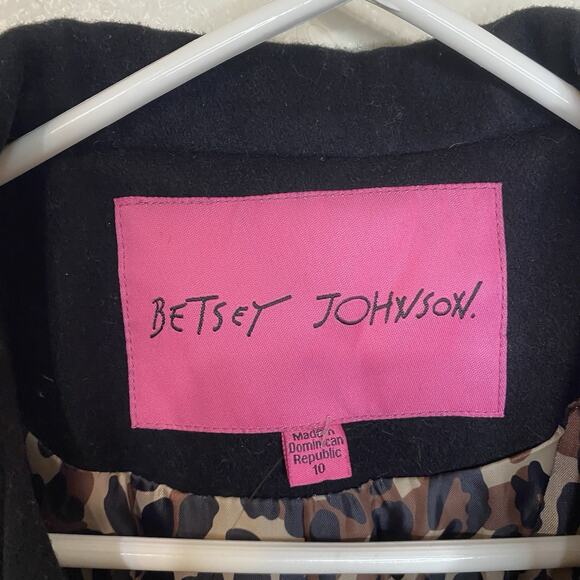 BETSEY JOHNSON.
Made in
Dominican
Republic
10